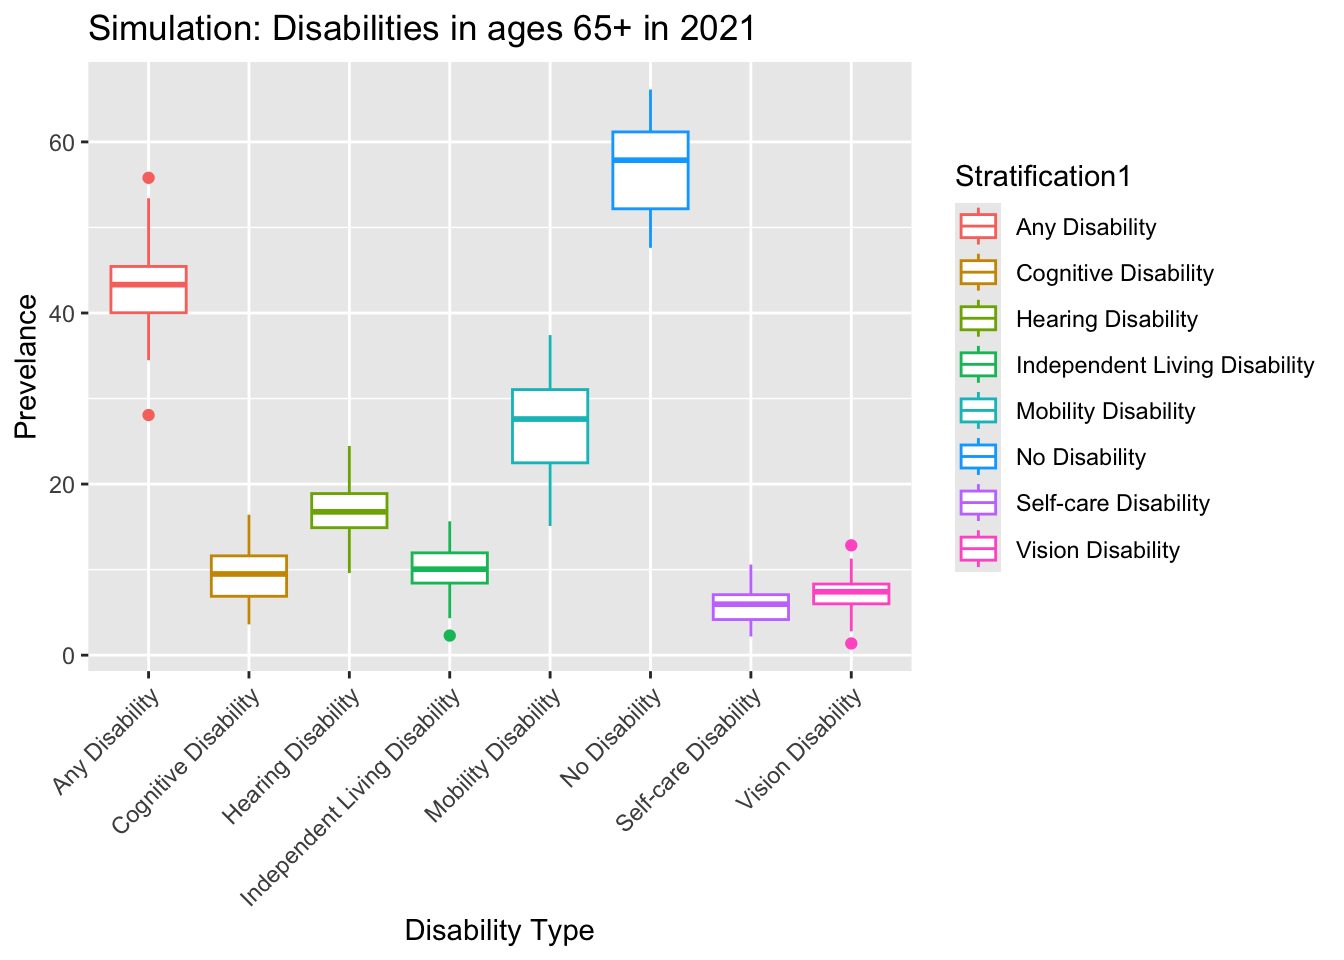 Simulation: Disabilities in ages 65+ in 2021
Prevelance
60
40
20
0
Any Disability
Cognitive Disability
Hearing Disability
Independent Living Disability
Mobility Disability
No Disability
Self-care Disability
Vision Disability
Disability Type
Stratification1
Any Disability
Cognitive Disability
Hearing Disability
Independent Living Disability
Mobility Disability
No Disability
Self-care Disability
Vision Disability